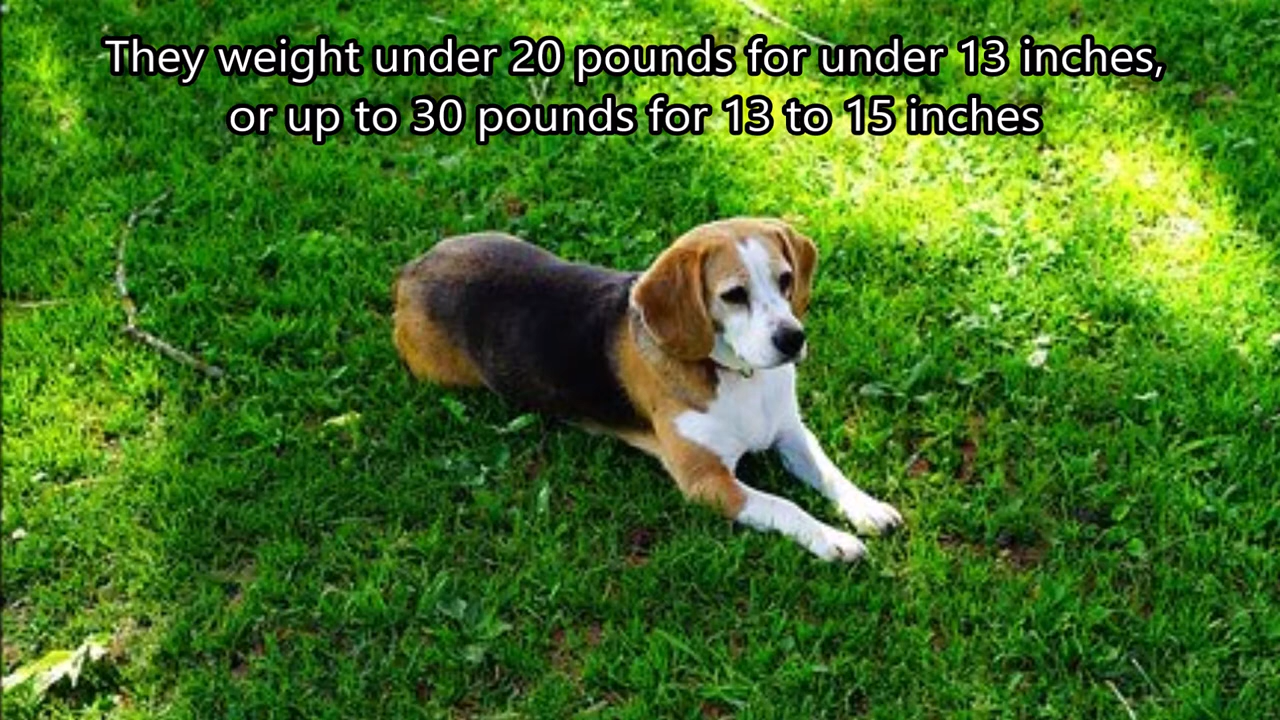 They weight under 20 pounds for under 13 inches,
or up to 30 pounds for 13 to 15 inches